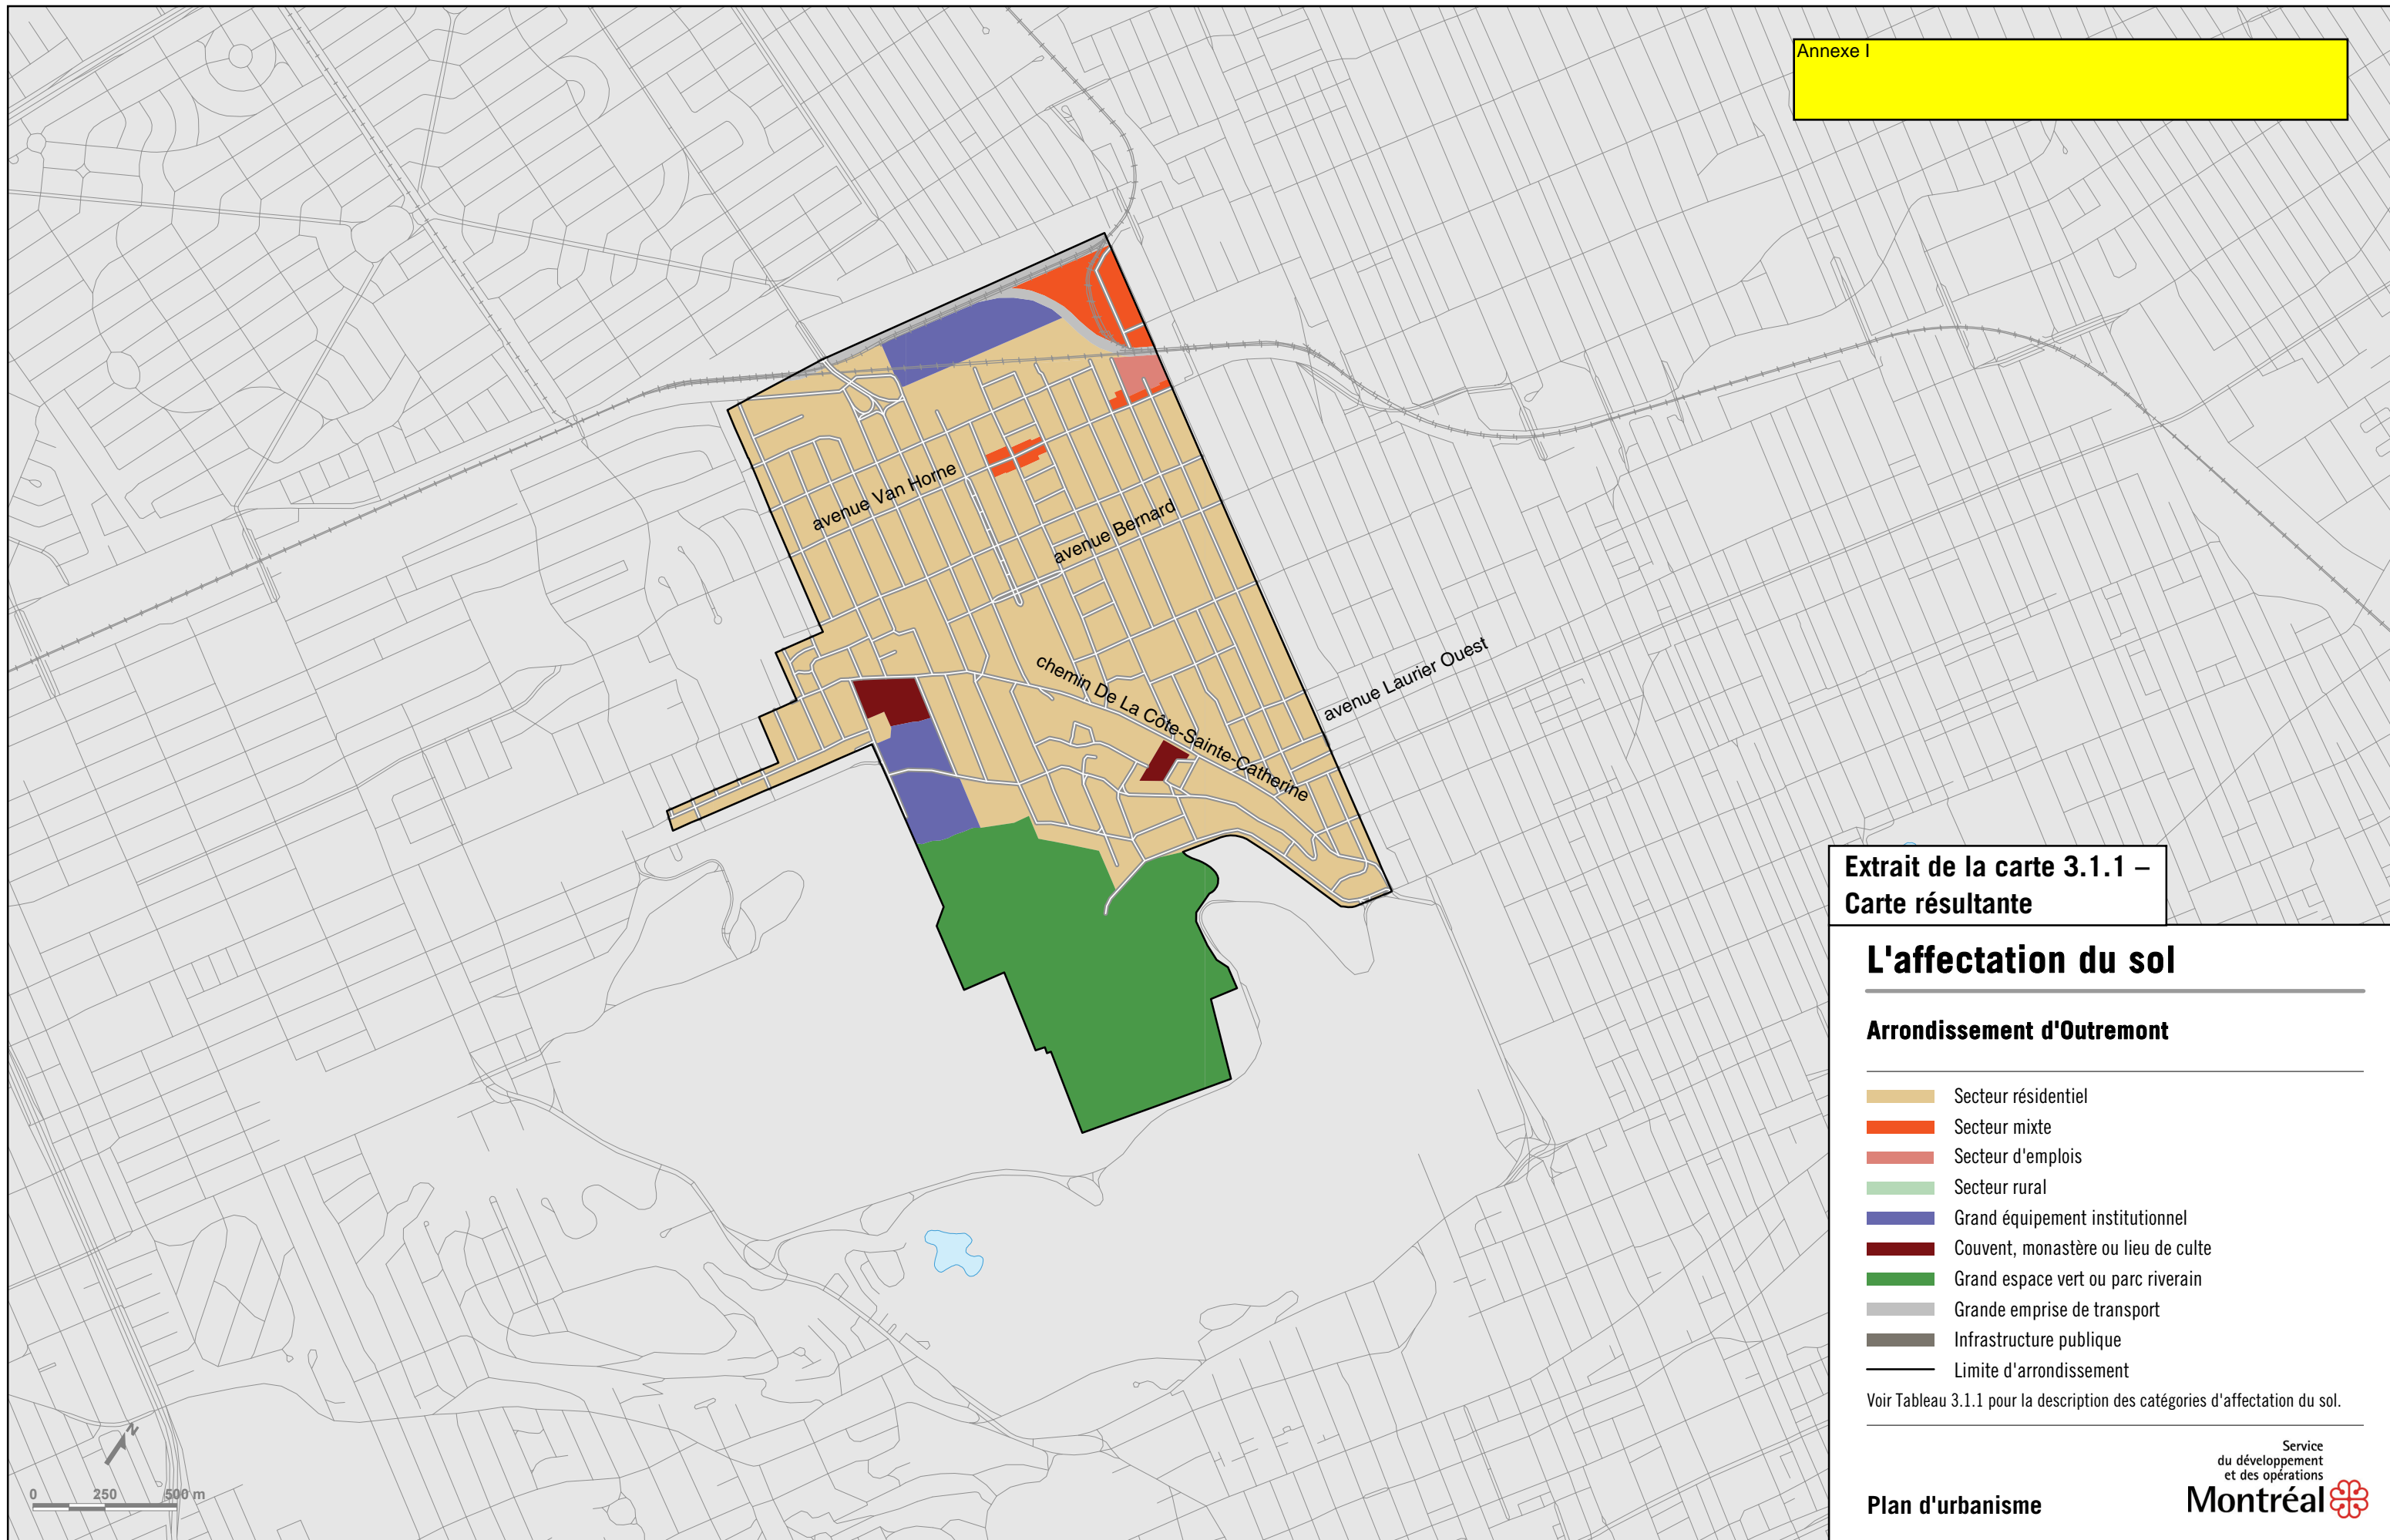 Annexe I
avenue Van Horne
avenue Bernard
chemin De La Côte-Sainte-Catherine
avenue Laurier Ouest
Extrait de la carte 3.1.1 –
Carte résultante
L'affectation du sol
Arrondissement d'Outremont
Secteur résidentiel
Secteur mixte
Secteur d'emplois
Secteur rural
Grand équipement institutionnel
Couvent, monastère ou lieu de culte
Grand espace vert ou parc riverain
Grande emprise de transport
Infrastructure publique
Limite d'arrondissement
Voir Tableau 3.1.1 pour la description des catégories d'affectation du sol.
N
0 250 500 m
Service
du développement
et des opérations
Montréal
Plan d'urbanisme